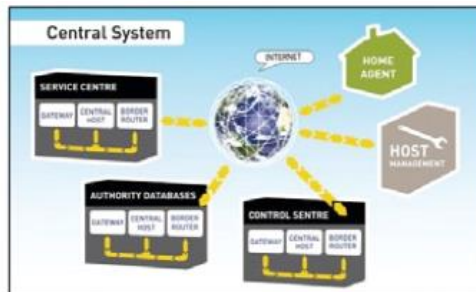 Central System
INTERNET
HOME
AGENT
SERVICE CENTRE
GATEWAY
CENTRAL
HOST
BORDER
ROUTER
HOST
MANAGEMENT
AUTHORITY DATABASES
GATEWAY
CENTRAL
HOST
BORDER
ROUTER
CONTROL SENTRE
GATEWAY
CENTRAL
HOST
BORDER
ROUTER